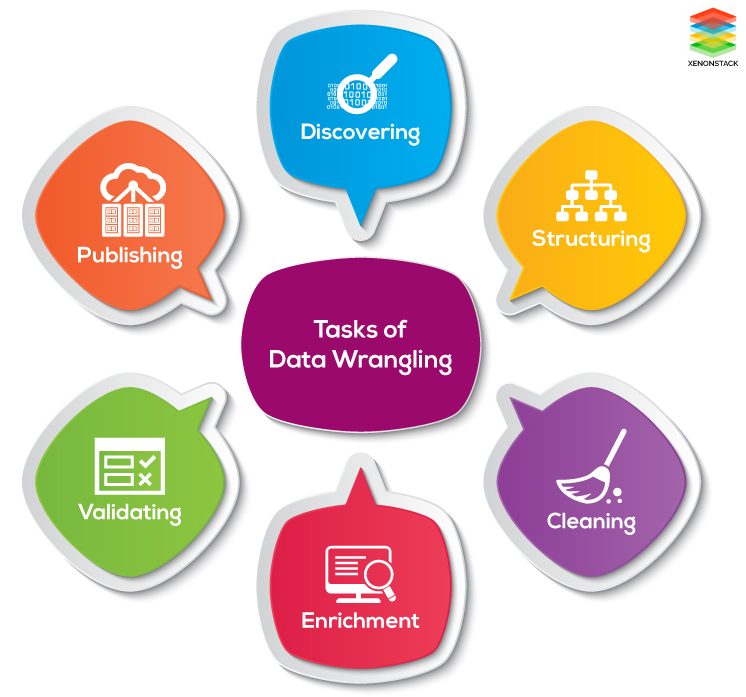 XENONSTACK
Discovering
Structuring
Publishing
Tasks of
Data Wrangling
Validating
Cleaning
Enrichment